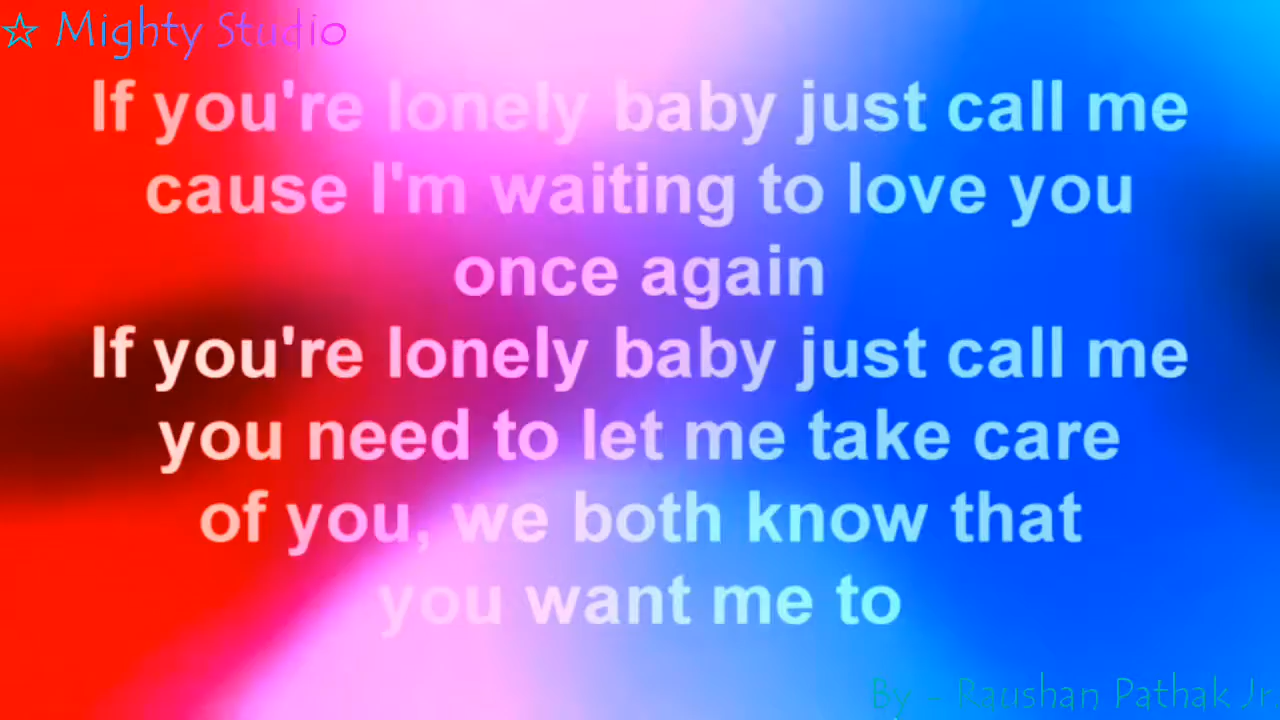 ☆ Mighty Studio
If you're lonely baby just call me
cause I'm waiting to love you
once again
If you're lonely baby just call me
you need to let me take care
of you, we both know that
you want me to
By - Raushan Pathak Jr